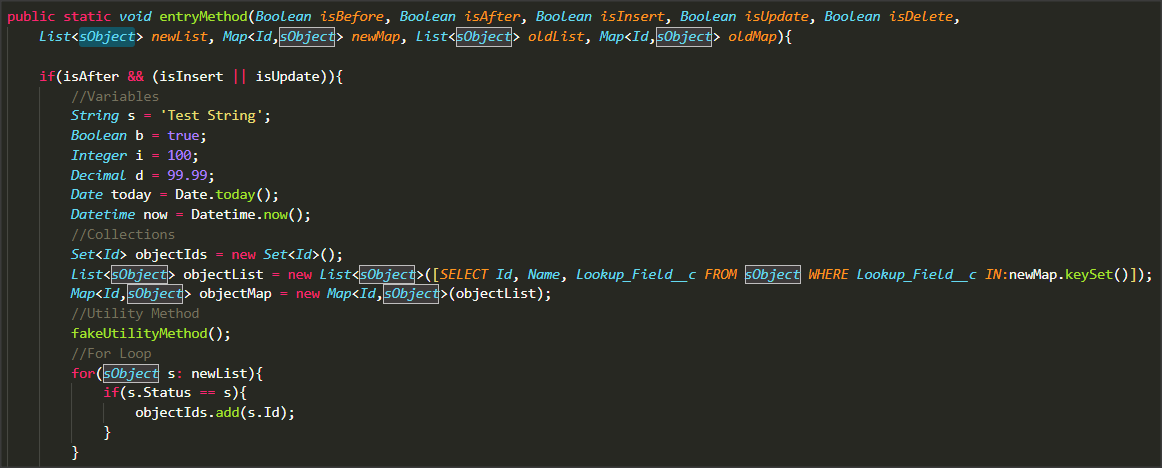 public static void entryMethod(Boolean isBefore, Boolean isAfter, Boolean isInsert, Boolean isUpdate, Boolean isDelete,
List<sObject> newList, Map<Id,sObject> newMap, List<sObject> oldList, Map<Id,sObject> oldMap){
if(isAfter && (isInsert || isUpdate)){
//Variables
String s = 'Test String';
Boolean b = true;
Integer i = 100;
Decimal d = 99.99;
Date today = Date.today();
Datetime now = Datetime.now();
//Collections
Set<Id> objectIds = new Set<Id>();
List<sObject> objectList = new List<sObject>([SELECT Id, Name, Lookup_Field__c FROM sObject WHERE Lookup_Field__c IN:newMap.keySet()]);
Map<Id,sObject> objectMap = new Map<Id,sObject>(objectList);
//Utility Method
fakeUtilityMethod();
//For Loop
for(sObject s: newList){
if(s.Status == s){
objectIds.add(s.Id);
}
}